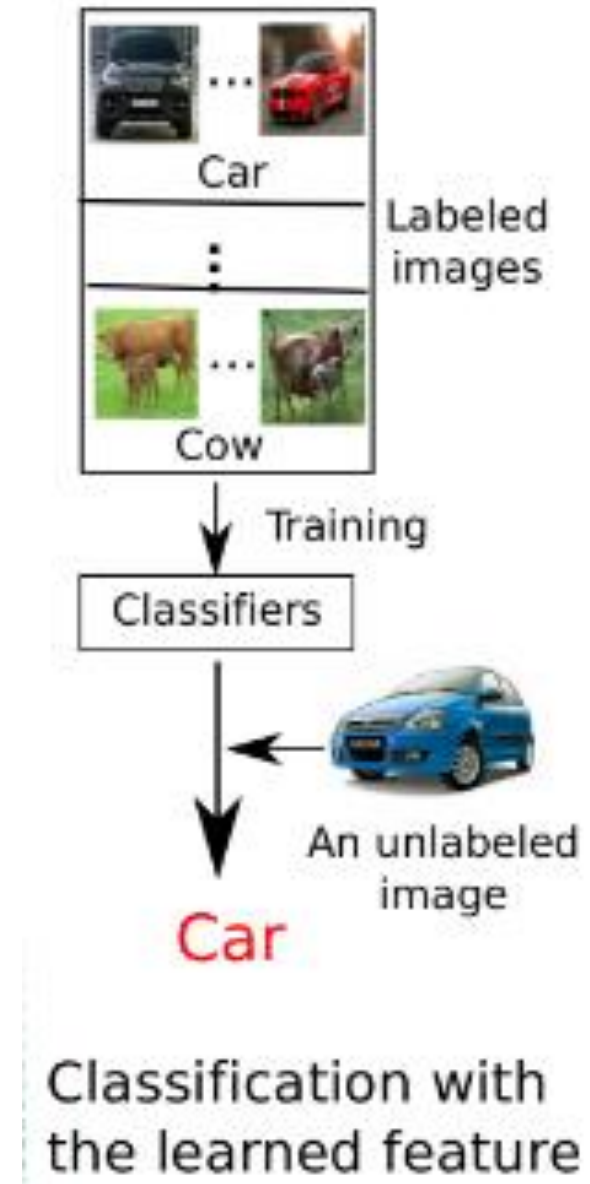 Car
Labeled
images
Cow
Training
Classifiers
An unlabeled
image
Car
Classification with
the learned feature